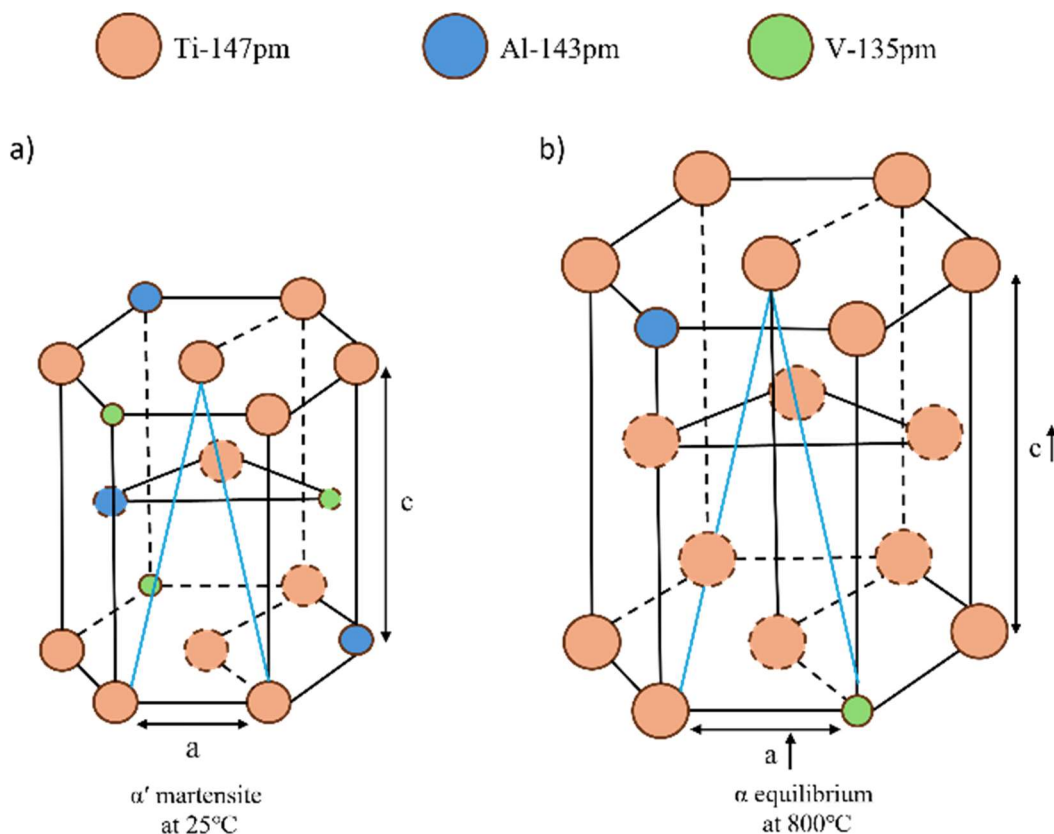 Ti-147pm Al-143pm V-135pm
a)
b)
c
c↑
a
a↑
α' martensite
at 25°C
α equilibrium
at 800°C